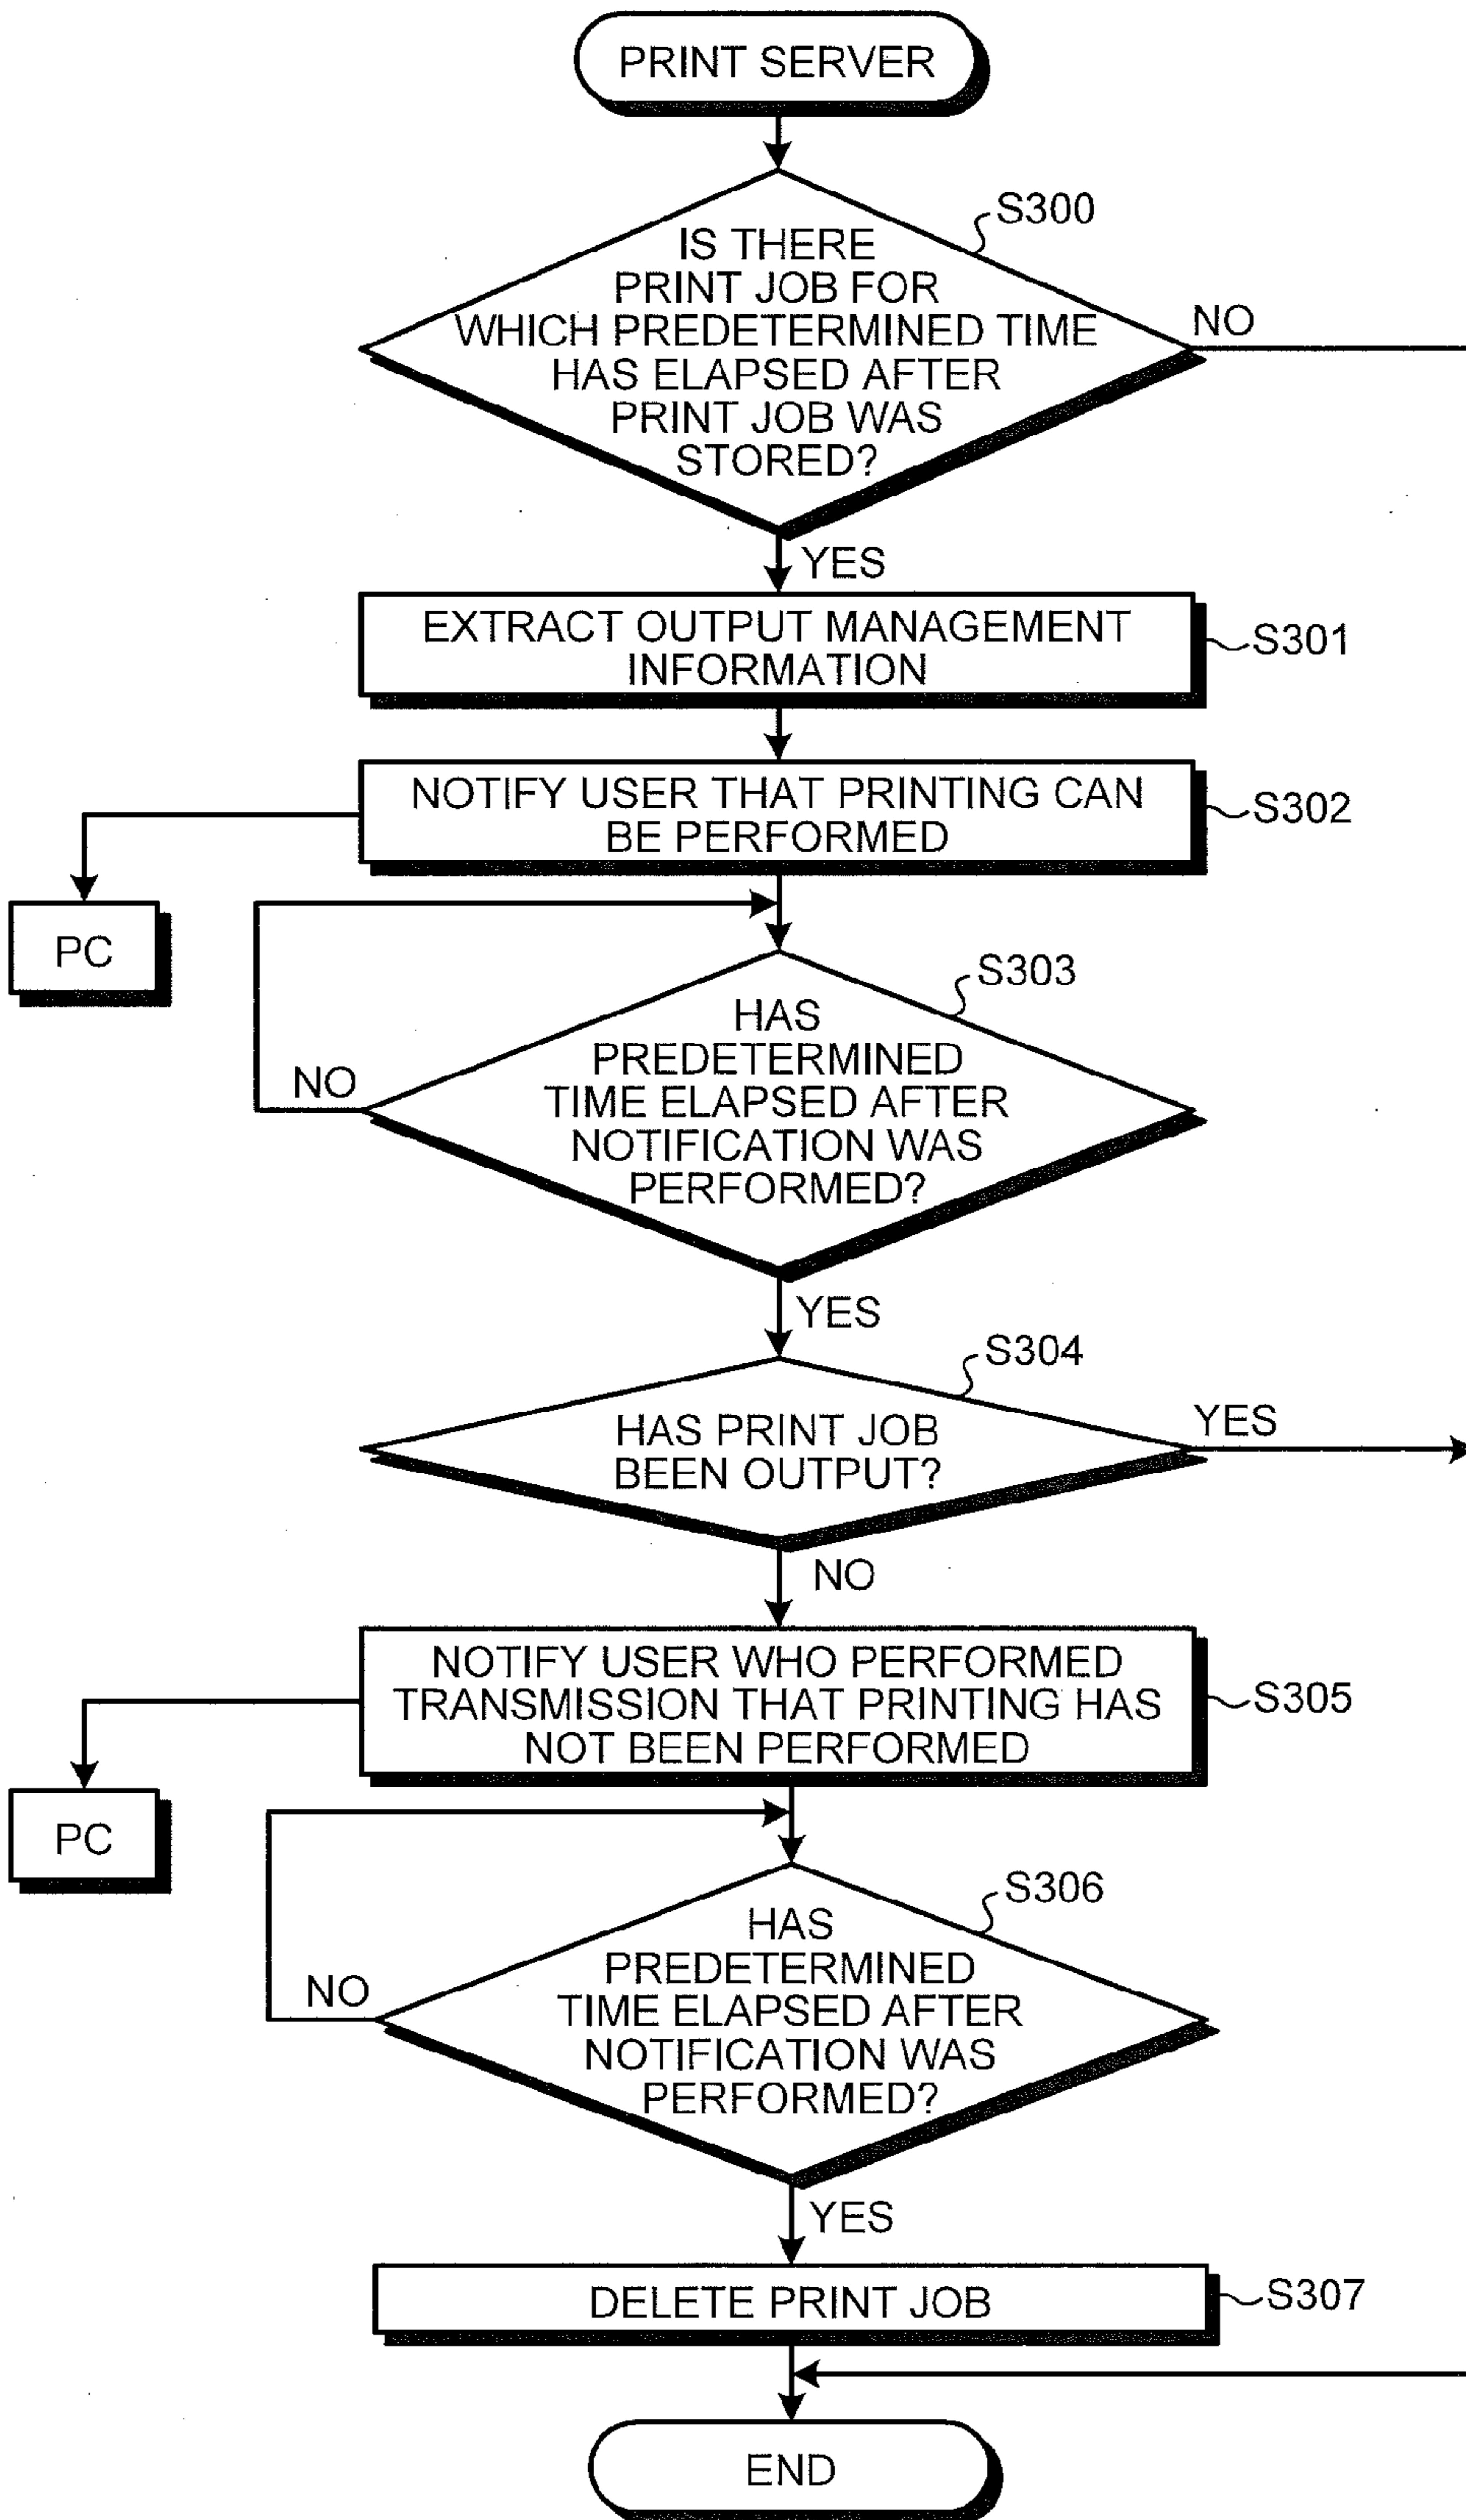 PRINT SERVER
S300
IS THERE
PRINT JOB FOR
WHICH PREDETERMINED TIME
HAS ELAPSED AFTER
PRINT JOB WAS
STORED?
NO
YES
EXTRACT OUTPUT MANAGEMENT
INFORMATION
S301
NOTIFY USER THAT PRINTING CAN
BE PERFORMED
S302
PC
S303
HAS
PREDETERMINED
TIME ELAPSED AFTER
NOTIFICATION WAS
PERFORMED?
NO
YES
S304
HAS PRINT JOB
BEEN OUTPUT?
YES
NO
NOTIFY USER WHO PERFORMED
TRANSMISSION THAT PRINTING HAS
NOT BEEN PERFORMED
S305
PC
S306
HAS
PREDETERMINED
TIME ELAPSED AFTER
NOTIFICATION WAS
PERFORMED?
NO
YES
DELETE PRINT JOB
S307
END